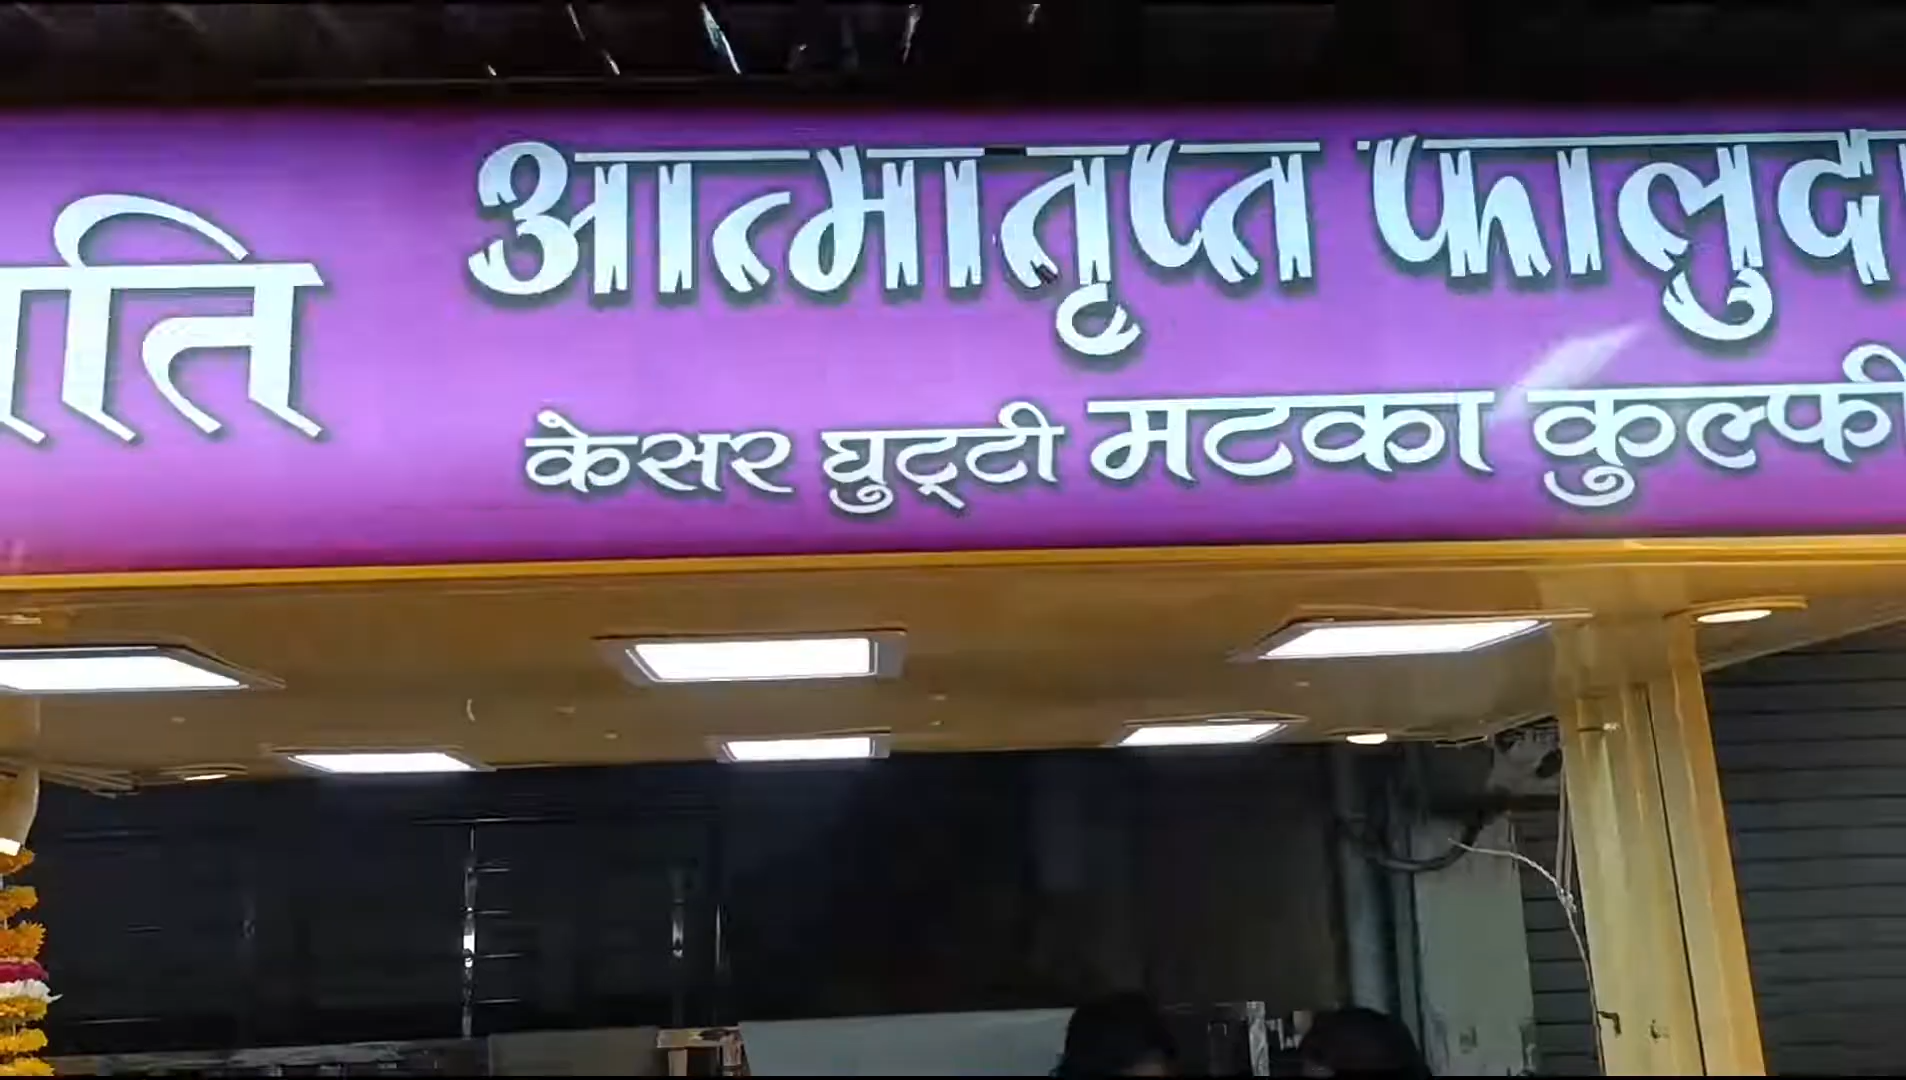 आत्मातृप्त फालुदा
केसर घुट्टी मटका कुल्फी